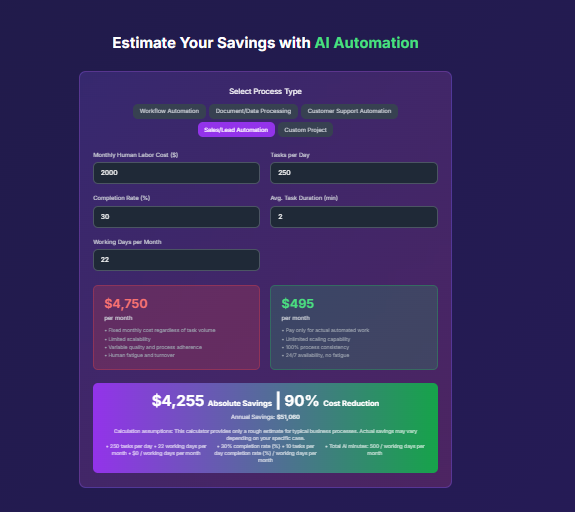 Estimate Your Savings with AI Automation
Select Process Type
Workflow Automation
Document/Data Processing
Customer Support Automation
Sales/Lead Automation
Custom Project
Monthly Human Labor Cost ($)
Tasks per Day
2000
250
Completion Rate (%)
Avg. Task Duration (min)
30
2
Working Days per Month
22
$4,750
per month
• Fixed monthly cost regardless of task volume
• Limited scalability
• Variable quality and process adherence
• Human fatigue and turnover
$495
per month
• Pay only for actual automated work
• Unlimited scaling capability
• 100% process consistency
• 24/7 availability, no fatigue
$4,255 Absolute Savings | 90% Cost Reduction
Annual Savings: $51,060
Calculation assumptions: This calculator provides only a rough estimate for typical business processes. Actual savings may vary
depending on your specific cases.
tasks per day
22 working days per
month
/ working days per month
30% completion rate (%)
10 tasks per
day completion rate (%) / working days per
month
Total AI minutes: 500 / working days per
month